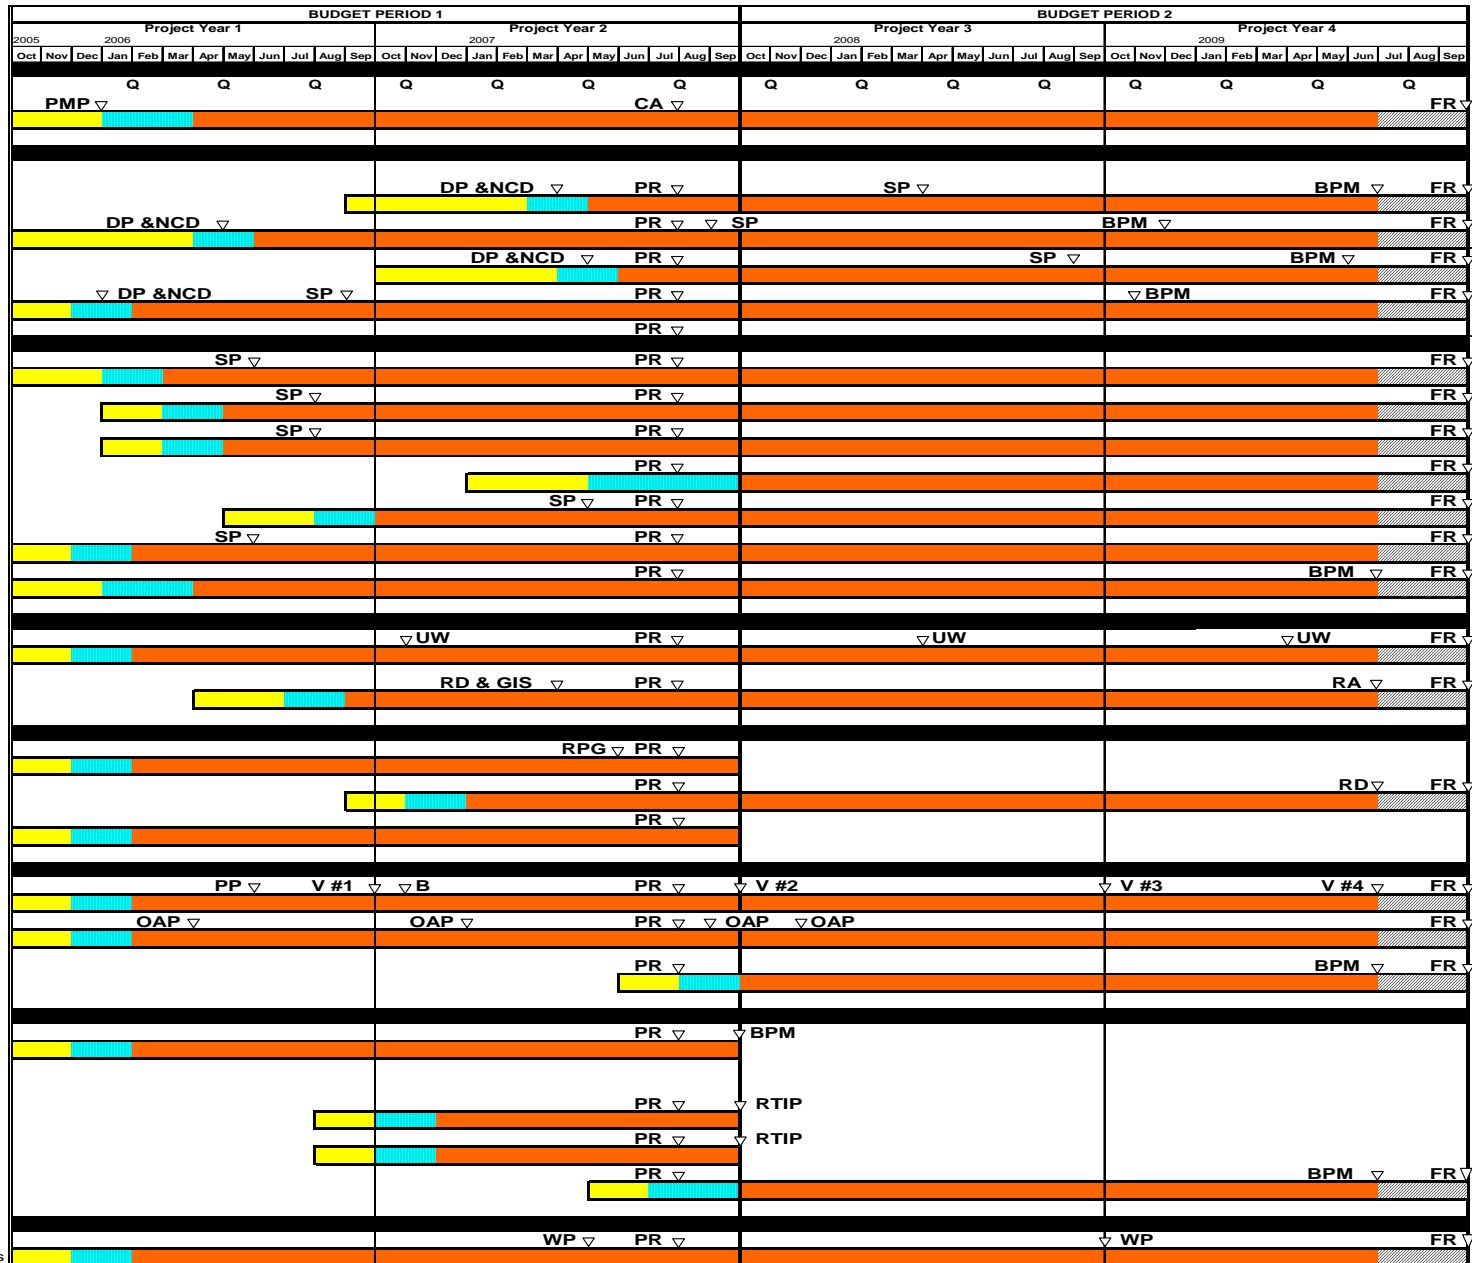 BUDGET PERIOD 1 BUDGET PERIOD 2
Project Year 1 Project Year 2 Project Year 3 Project Year 4
2005 2006 2007 2008 2009
Oct Nov Dec Jan Feb Mar Apr May Jun Jul Aug Sep Oct Nov Dec Jan Feb Mar Apr May Jun Jul Aug Sep Oct Nov Dec Jan Feb Mar Apr May Jun Jul Aug Sep Oct Nov Dec Jan Feb Mar Apr May Jun Jul Aug Sep
Q Q Q Q Q Q Q Q Q Q Q Q Q Q Q
PMP CA FR
DP &NCD PR SP BPM FR
DP &NCD PR SP BPM FR
DP &NCD PR SP BPM FR
DP &NCD SP PR BPM FR
PR
SP PR FR
SP PR FR
SP PR FR
PR FR
SP PR FR
SP PR FR
PR BPM FR
UW PR UW UW FR
RD & GIS PR RA FR
RPG PR
PR RD FR
PR
PP V #1 B PR V #2 V #3 V #4 FR
OAP OAP PR OAP OAP FR
PR BPM FR
PR BPM
PR RTIP
PR RTIP
PR BPM FR
WP PR WP FR
s